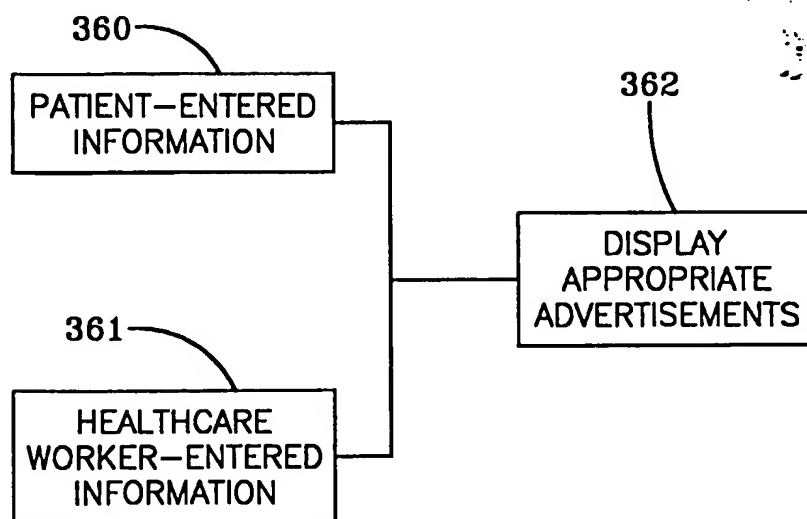 360
PATIENT-ENTERED
INFORMATION
362
DISPLAY
APPROPRIATE
ADVERTISEMENTS
361
HEALTHCARE
WORKER-ENTERED
INFORMATION